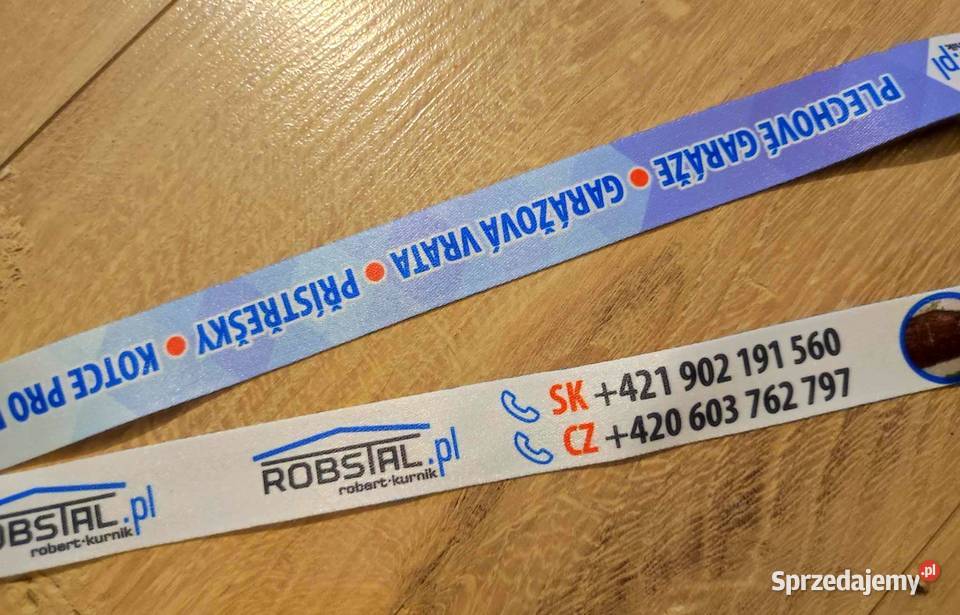 PLECHOVÉ GARÁŽE • GARÁŽOVÁ VRATA • PŘÍSTŘEŠKY • KOTCE PRO
.pl
SK +421 902 191 560
CZ +420 603 762 797
ROBSTAL.pl
robert·kurnik
OBSTAL.pl
robert·kurnik
Sprzedajemy.pl